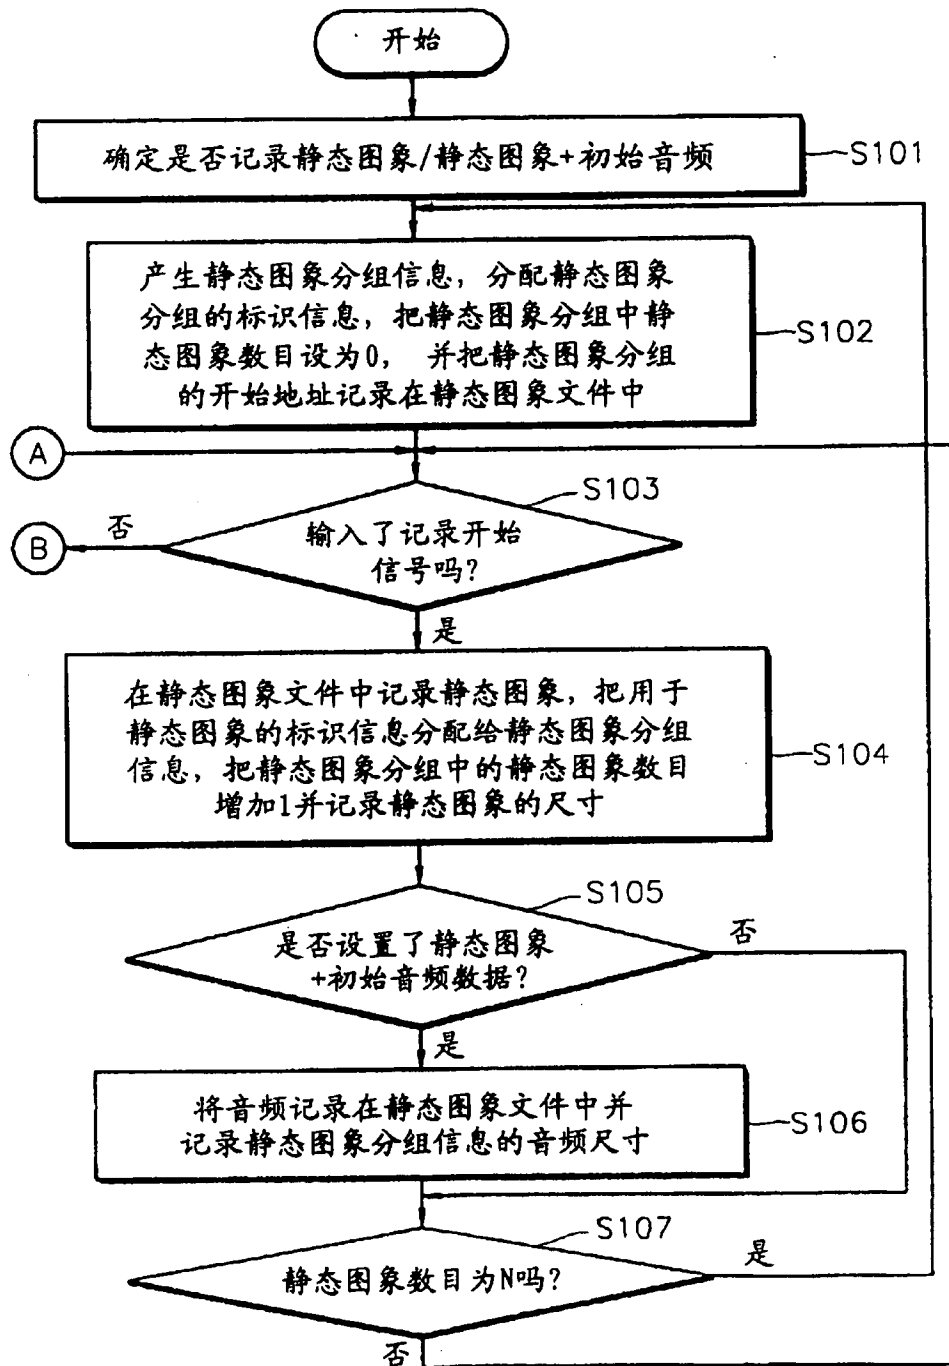 开始
确定是否记录静态图象/静态图象+初始音频
S101
产生静态图象分组信息，分配静态图象
分组的标识信息，把静态图象分组中静
态图象数目设为0， 并把静态图象分组
的开始地址记录在静态图象文件中
S102
A
S103
输入了记录开始
信号吗？
否
B
是
在静态图象文件中记录静态图象，把用于
静态图象的标识信息分配给静态图象分组
信息，把静态图象分组中的静态图象数目
增加1并记录静态图象的尺寸
S104
S105
是否设置了静态图象
+初始音频数据？
否
是
将音频记录在静态图象文件中并
记录静态图象分组信息的音频尺寸
S106
S107
静态图象数目为N吗？
是
否